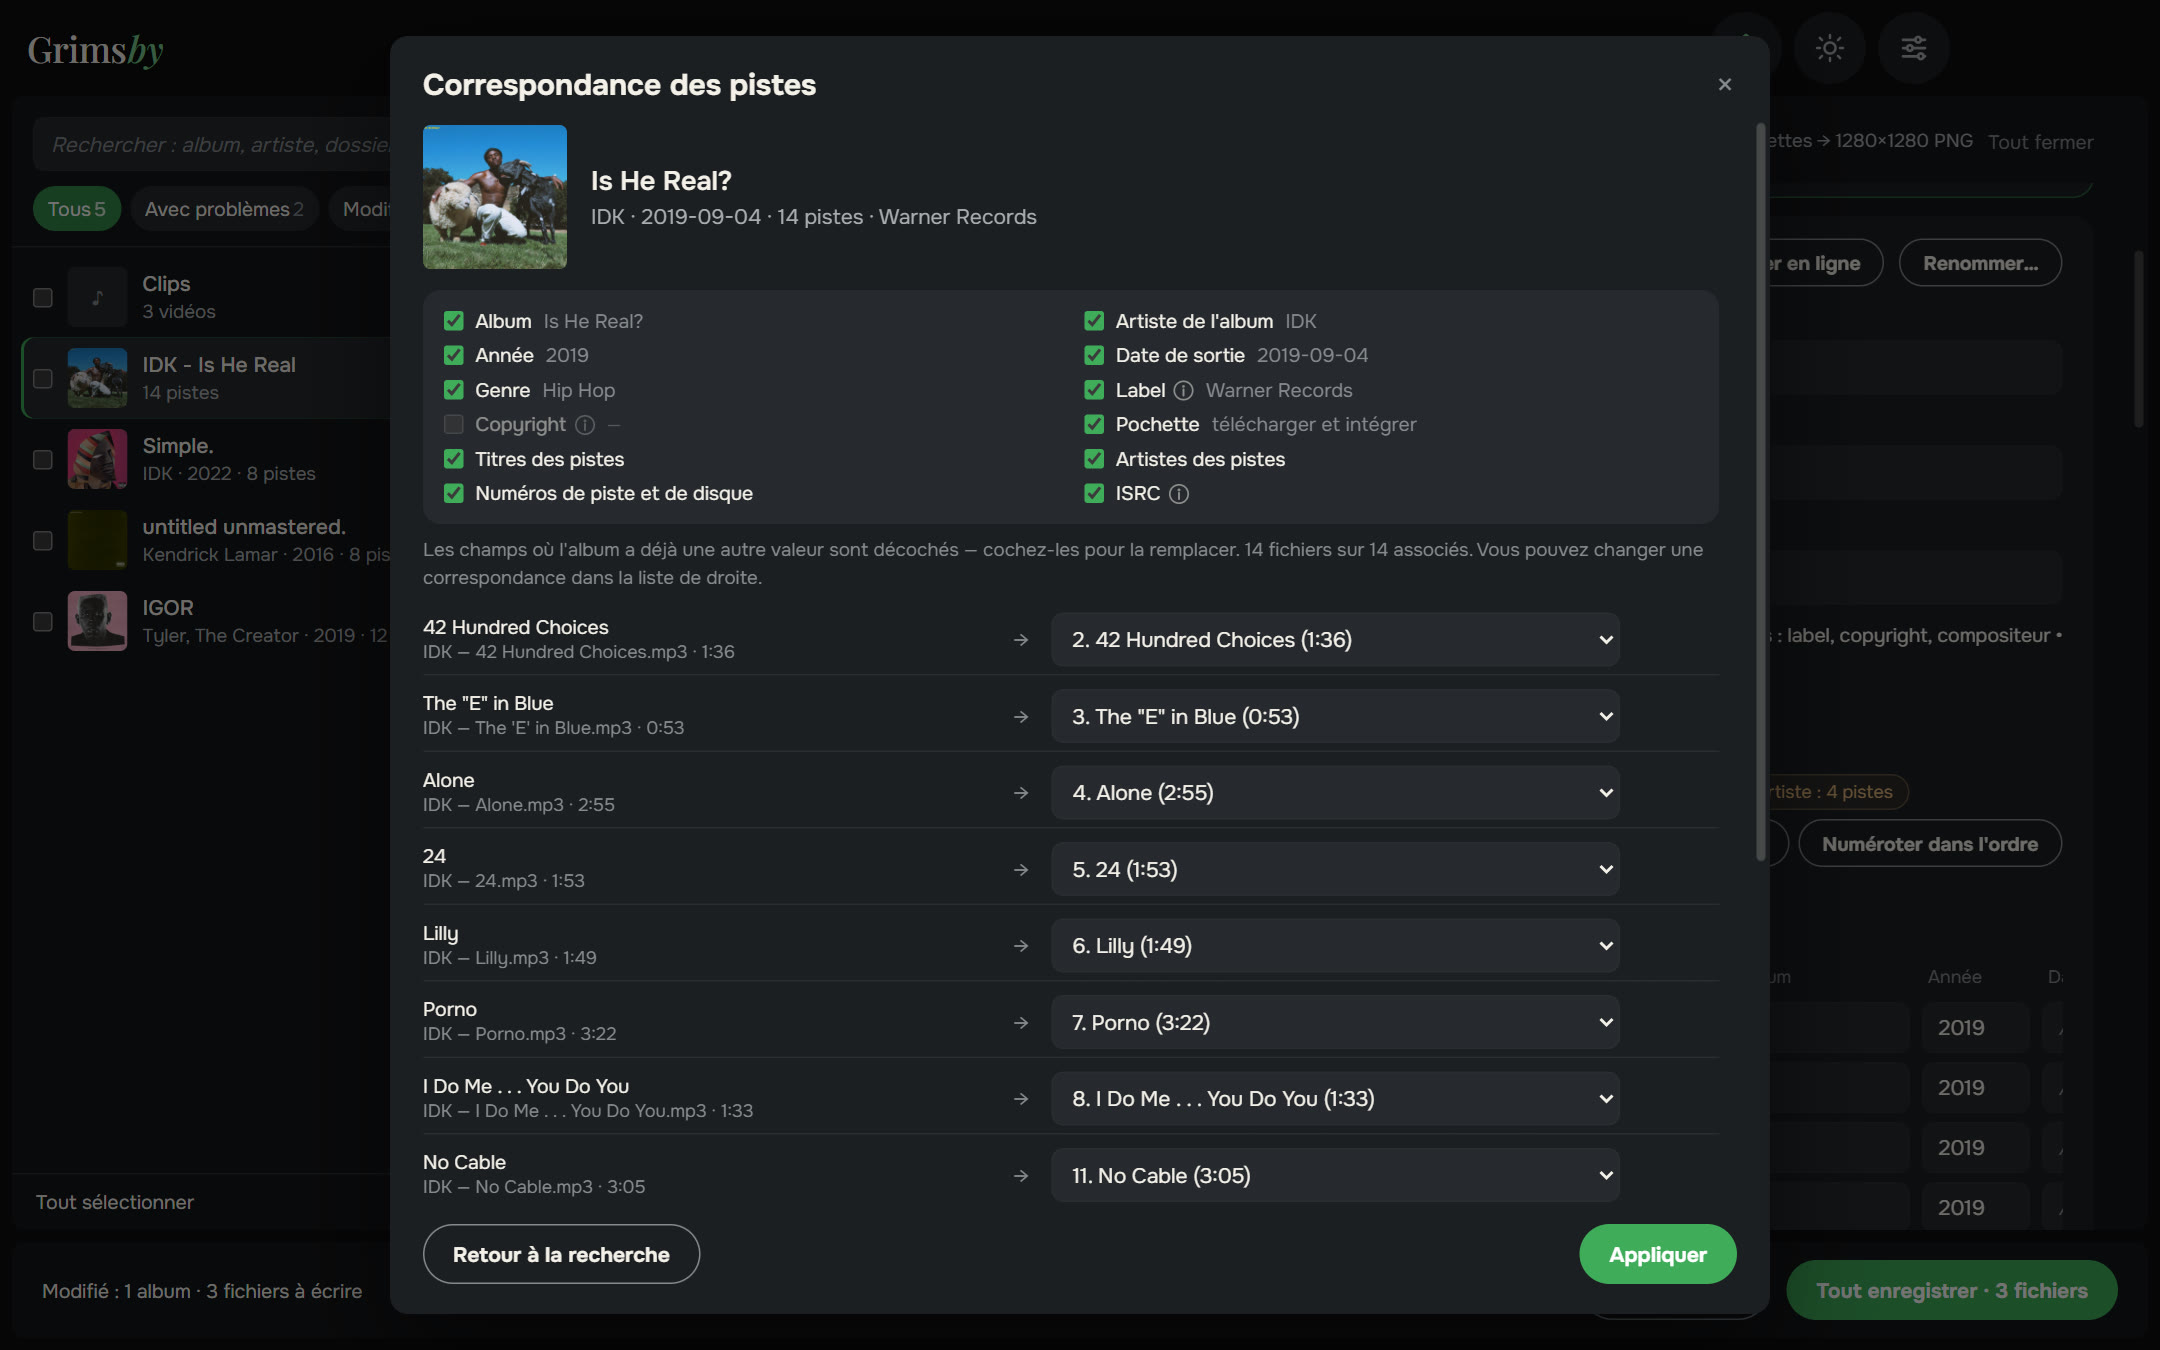 Grimsby
Rechercher : album, artiste, dossie
Tous 5
Avec problèmes 2
Modif
Clips
3 vidéos
IDK - Is He Real
14 pistes
Simple.
IDK · 2022 · 8 pistes
untitled unmastered.
Kendrick Lamar · 2016 · 8 pis
IGOR
Tyler, The Creator · 2019 · 12
Tout sélectionner
Modifié : 1 album · 3 fichiers à écrire
Correspondance des pistes
×
Is He Real?
IDK · 2019-09-04 · 14 pistes · Warner Records
Album Is He Real?
Artiste de l'album IDK
Année 2019
Date de sortie 2019-09-04
Genre Hip Hop
Label Warner Records
Copyright –
Pochette télécharger et intégrer
Titres des pistes
Artistes des pistes
Numéros de piste et de disque
ISRC
Les champs où l'album a déjà une autre valeur sont décochés – cochez-les pour la remplacer. 14 fichiers sur 14 associés. Vous pouvez changer une
correspondance dans la liste de droite.
42 Hundred Choices
IDK – 42 Hundred Choices.mp3 · 1:36
→
2. 42 Hundred Choices (1:36)
The "E" in Blue
IDK – The 'E' in Blue.mp3 · 0:53
→
3. The "E" in Blue (0:53)
Alone
IDK – Alone.mp3 · 2:55
→
4. Alone (2:55)
24
IDK – 24.mp3 · 1:53
→
5. 24 (1:53)
Lilly
IDK – Lilly.mp3 · 1:49
→
6. Lilly (1:49)
Porno
IDK – Porno.mp3 · 3:22
→
7. Porno (3:22)
I Do Me . . . You Do You
IDK – I Do Me . . . You Do You.mp3 · 1:33
→
8. I Do Me . . . You Do You (1:33)
No Cable
IDK – No Cable.mp3 · 3:05
→
11. No Cable (3:05)
Retour à la recherche
Appliquer
ettes → 1280×1280 PNG
Tout fermer
er en ligne
Renommer...
s : label, copyright, compositeur •
rtiste : 4 pistes
Numéroter dans l'ordre
um
Année
Da
2019
2019
2019
2019
Tout enregistrer · 3 fichiers